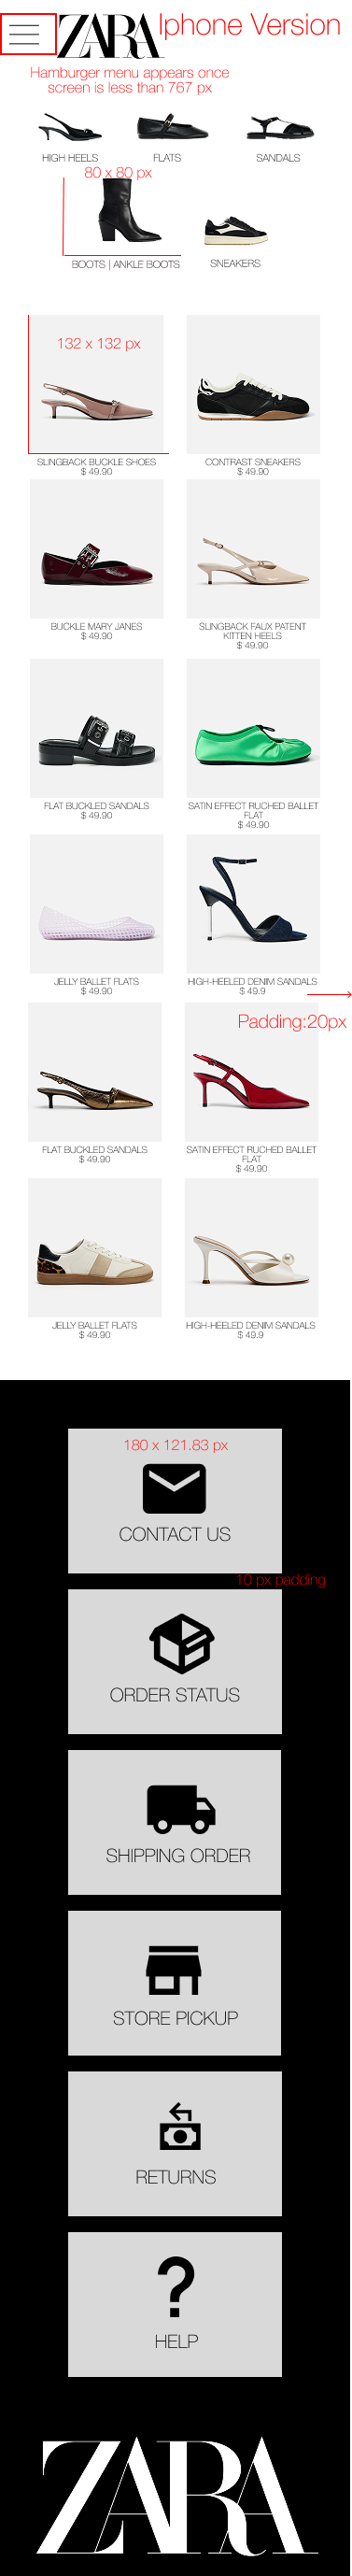 ZARA
Iphone Version
Hamburger menu appears once
screen is less than 767 px
HIGH HEELS
FLATS
SANDALS
80 x 80 px
BOOTS | ANKLE BOOTS
SNEAKERS
132 x 132 px
SLINGBACK BUCKLE SHOES
$ 49.90
CONTRAST SNEAKERS
$ 49.90
BUCKLE MARY JANES
$ 49.90
SLINGBACK FAUX PATENT
KITTEN HEELS
$ 49.90
FLAT BUCKLED SANDALS
$ 49.90
SATIN EFFECT RUCHED BALLET
FLAT
$ 49.90
JELLY BALLET FLATS
$ 49.90
HIGH-HEELED DENIM SANDALS
$ 49.9
Padding:20px
FLAT BUCKLED SANDALS
$ 49.90
SATIN EFFECT RUCHED BALLET
FLAT
$ 49.90
JELLY BALLET FLATS
$ 49.90
HIGH-HEELED DENIM SANDALS
$ 49.9
180 x 121.83 px
CONTACT US
10 px padding
ORDER STATUS
SHIPPING ORDER
STORE PICKUP
RETURNS
HELP
ZARA